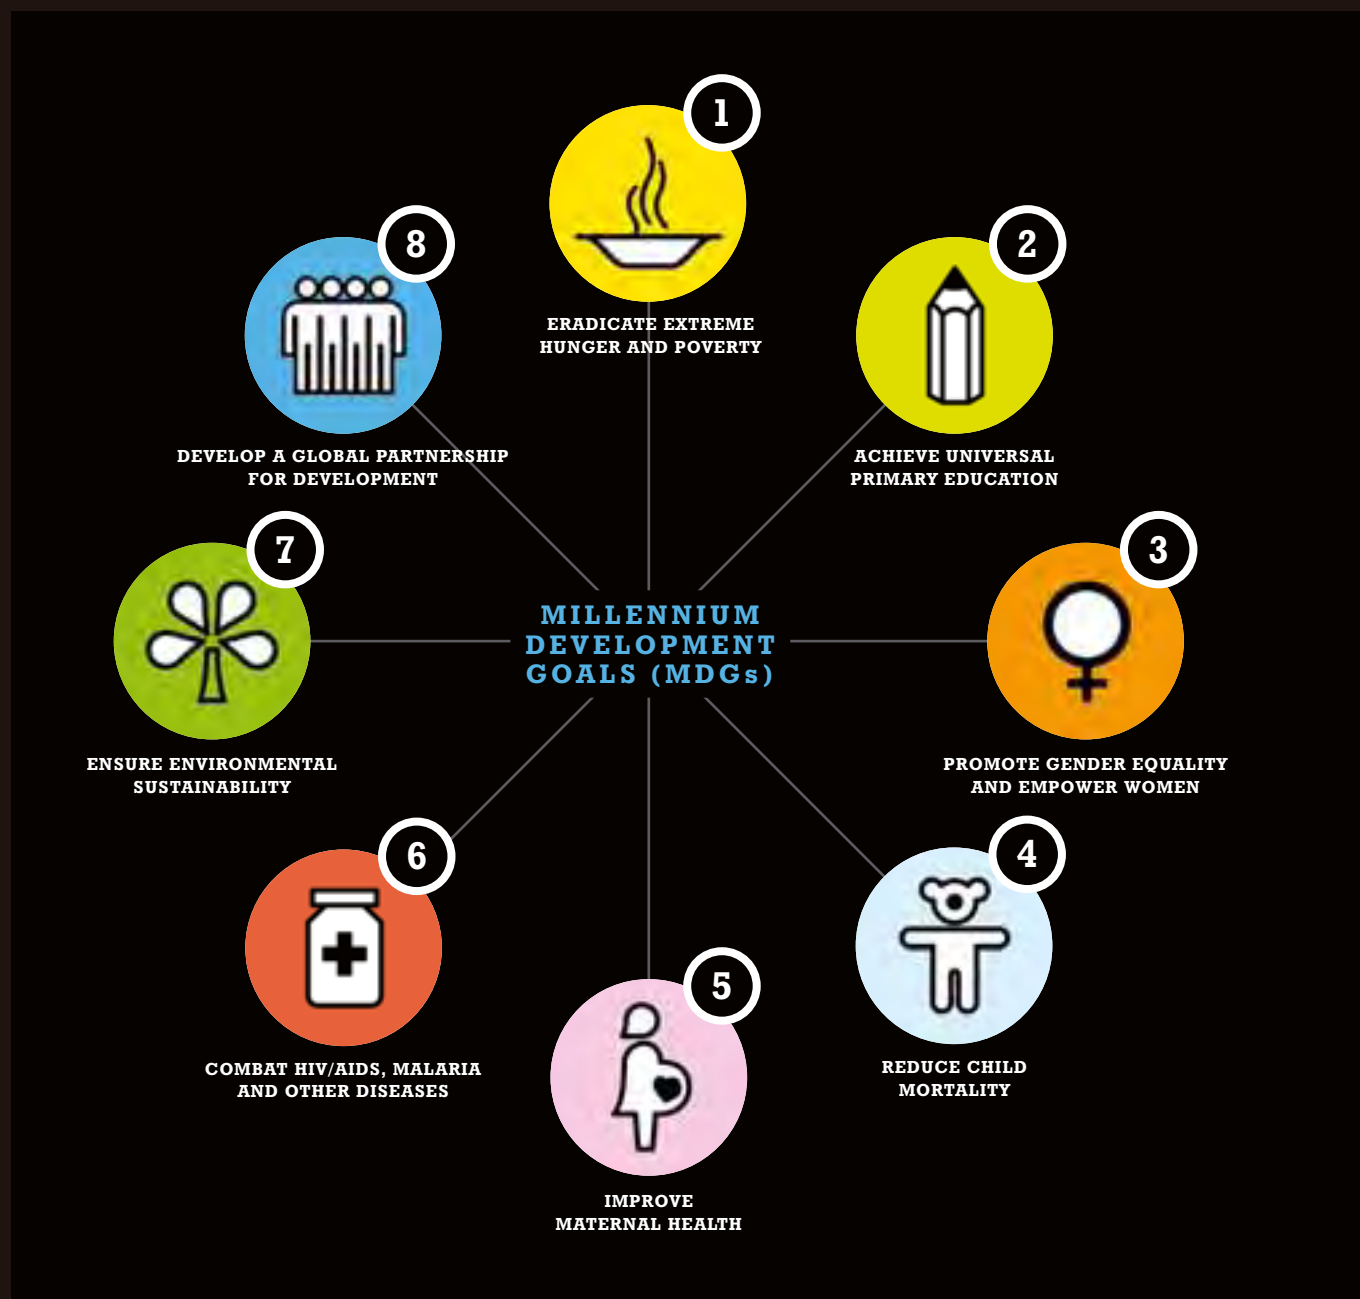 1
ERADICATE EXTREME
HUNGER AND POVERTY
2
ACHIEVE UNIVERSAL
PRIMARY EDUCATION
3
PROMOTE GENDER EQUALITY
AND EMPOWER WOMEN
4
REDUCE CHILD
MORTALITY
5
IMPROVE
MATERNAL HEALTH
6
COMBAT HIV/AIDS, MALARIA
AND OTHER DISEASES
7
ENSURE ENVIRONMENTAL
SUSTAINABILITY
8
DEVELOP A GLOBAL PARTNERSHIP
FOR DEVELOPMENT
MILLENNIUM
DEVELOPMENT
GOALS (MDGs)